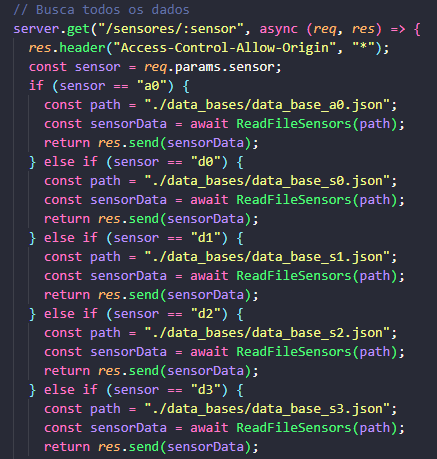 // Busca todos os dados
server.get("/sensores/:sensor", async (req, res) => {
res.header("Access-Control-Allow-Origin", "*");
const sensor = req.params.sensor;
if (sensor == "a0") {
const path = "./data_bases/data_base_a0.json";
const sensorData = await ReadFileSensors(path);
return res.send(sensorData);
} else if (sensor == "d0") {
const path = "./data_bases/data_base_s0.json";
const sensorData = await ReadFileSensors(path);
return res.send(sensorData);
} else if (sensor == "d1") {
const path = "./data_bases/data_base_s1.json";
const sensorData = await ReadFileSensors(path);
return res.send(sensorData);
} else if (sensor == "d2") {
const path = "./data_bases/data_base_s2.json";
const sensorData = await ReadFileSensors(path);
return res.send(sensorData);
} else if (sensor == "d3") {
const path = "./data_bases/data_base_s3.json";
const sensorData = await ReadFileSensors(path);
return res.send(sensorData);